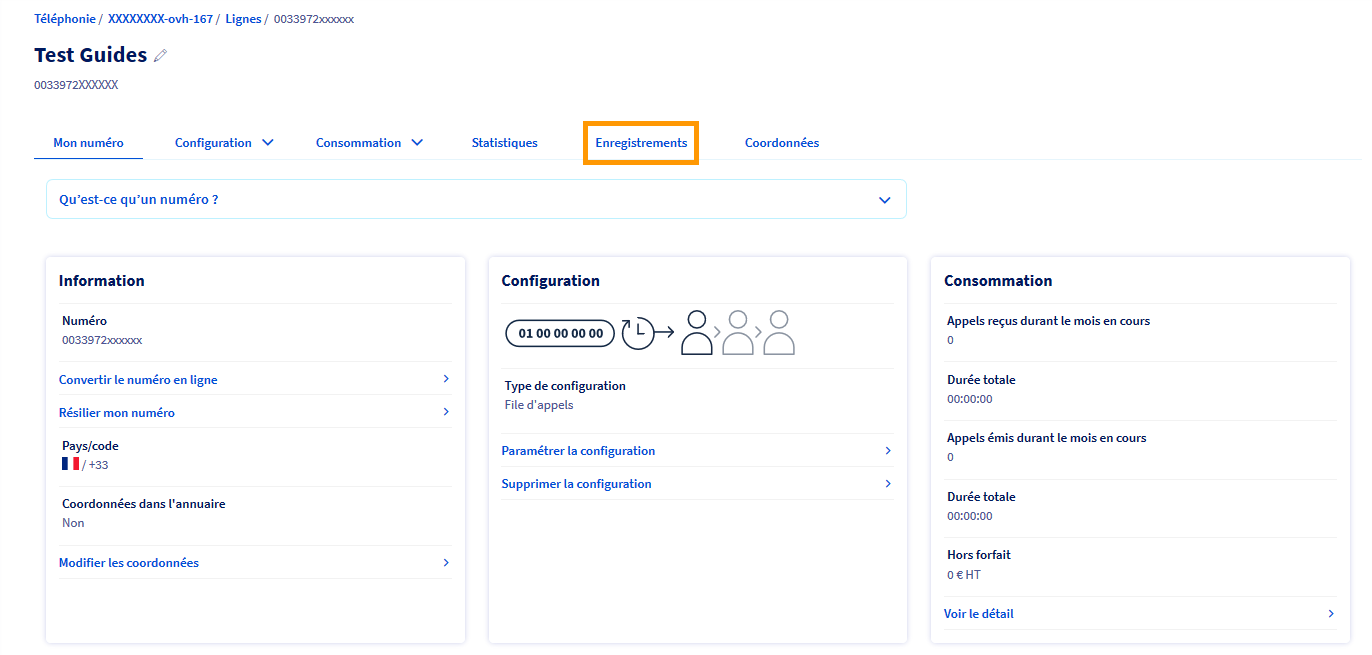 Téléphonie / XXXXXXXX-ovh-167 / Lignes / 0033972xxxxxx
Test Guides
0033972XXXXXX
Mon numéro Configuration Consommation Statistiques Enregistrements Coordonnées
Qu’est-ce qu’un numéro ?
Information
Numéro
0033972xxxxxx
Convertir le numéro en ligne
Résilier mon numéro
Pays/code
/ +33
Coordonnées dans l'annuaire
Non
Modifier les coordonnées
Configuration
01 00 00 00 00
Type de configuration
File d'appels
Paramétrer la configuration
Supprimer la configuration
Consommation
Appels reçus durant le mois en cours
0
Durée totale
00:00:00
Appels émis durant le mois en cours
0
Durée totale
00:00:00
Hors forfait
0 € HT
Voir le détail